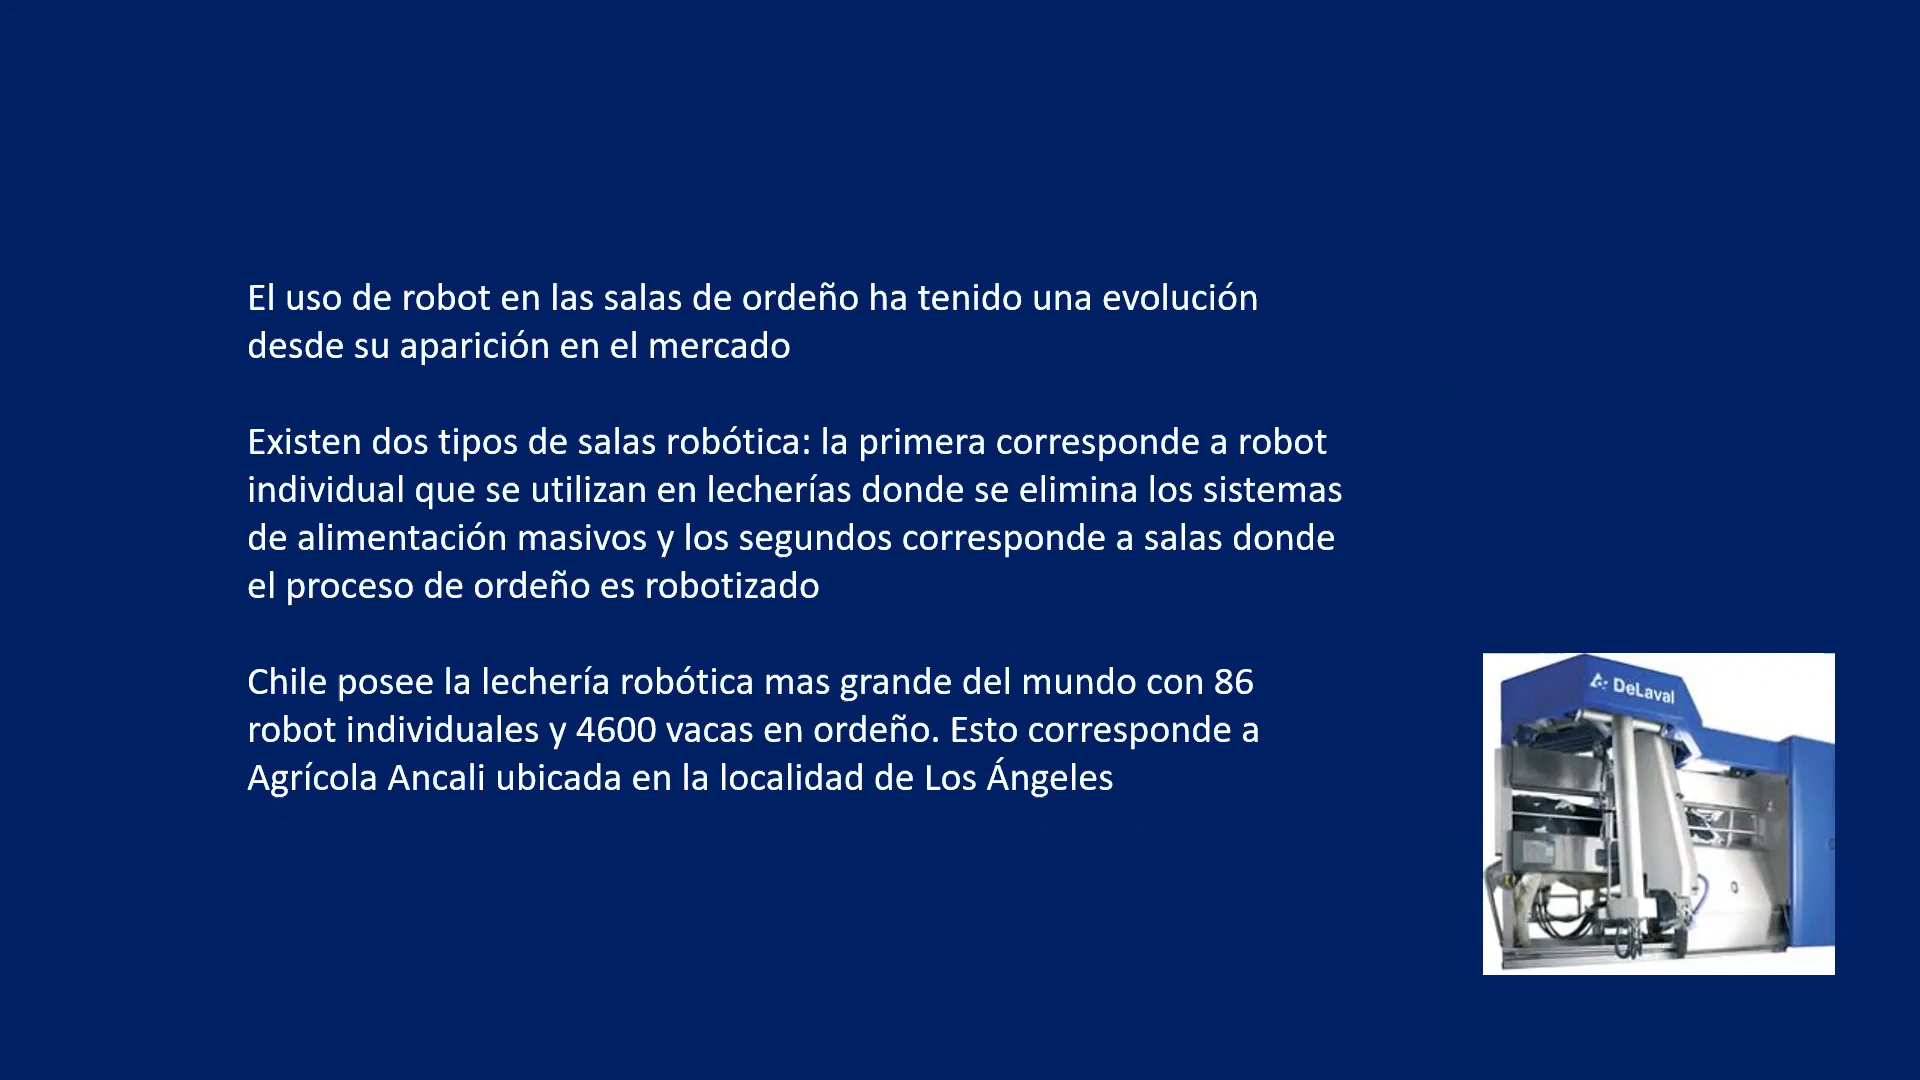 El uso de robot en las salas de ordeño ha tenido una evolución
desde su aparición en el mercado
Existen dos tipos de salas robótica: la primera corresponde a robot
individual que se utilizan en lecherías donde se elimina los sistemas
de alimentación masivos y los segundos corresponde a salas donde
el proceso de ordeño es robotizado
Chile posee la lechería robótica mas grande del mundo con 86
robot individuales y 4600 vacas en ordeño. Esto corresponde a
Agrícola Ancali ubicada en la localidad de Los Ángeles
DeLaval